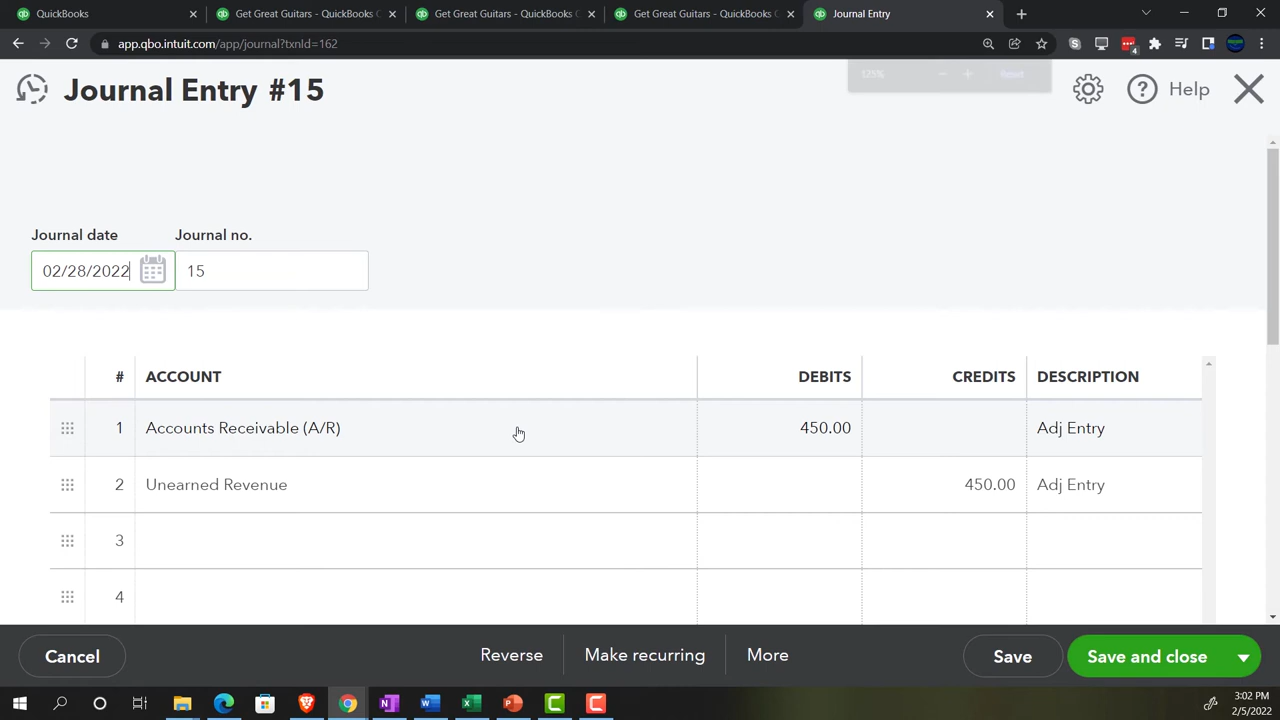 QuickBooks
Get Great Guitars - QuickBooks C
Get Great Guitars - QuickBooks C
Get Great Guitars - QuickBooks C
Journal Entry
app.qbo.intuit.com/app/journal?txnId=162
4
Journal Entry #15
125%
Reset
Help
Journal date
Journal no.
02/28/2022
15
# ACCOUNT DEBITS CREDITS DESCRIPTION
1 Accounts Receivable (A/R) 450.00 Adj Entry
2 Unearned Revenue 450.00 Adj Entry
3
4
Cancel
Reverse
Make recurring
More
Save
Save and close
3:02 PM
2/5/2022